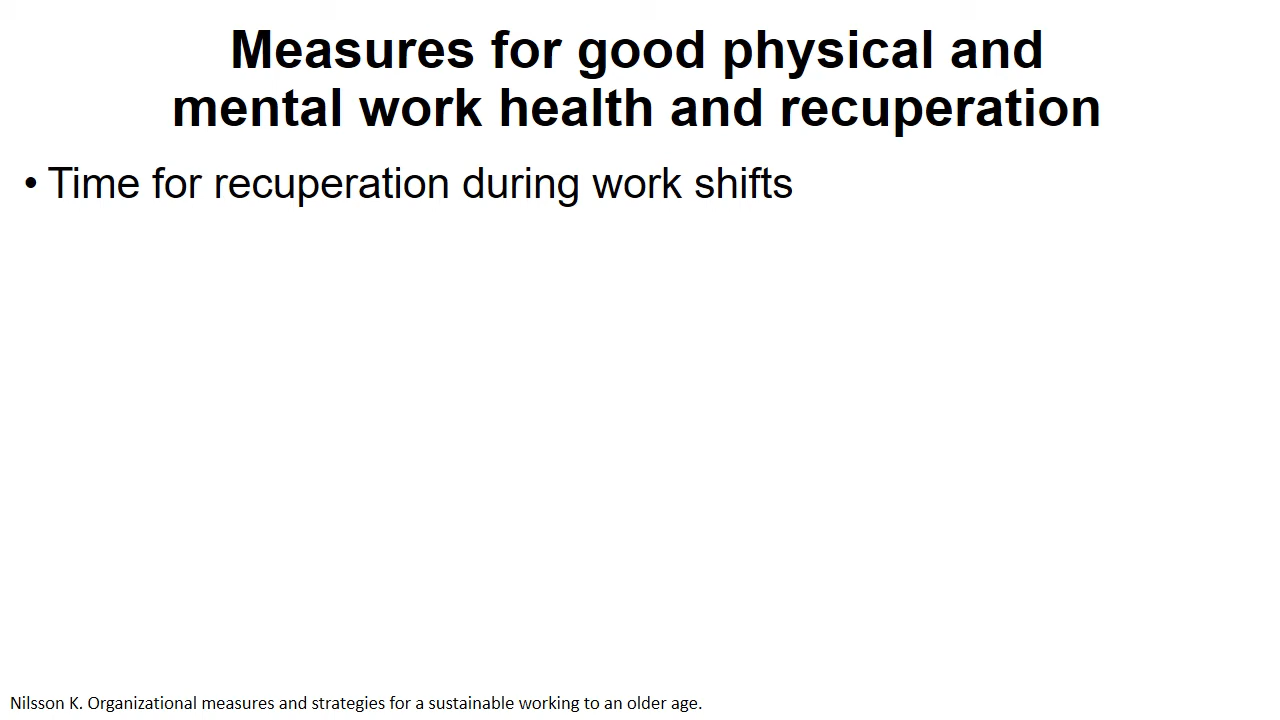 Measures for good physical and
mental work health and recuperation
• Time for recuperation during work shifts
Nilsson K. Organizational measures and strategies for a sustainable working to an older age.